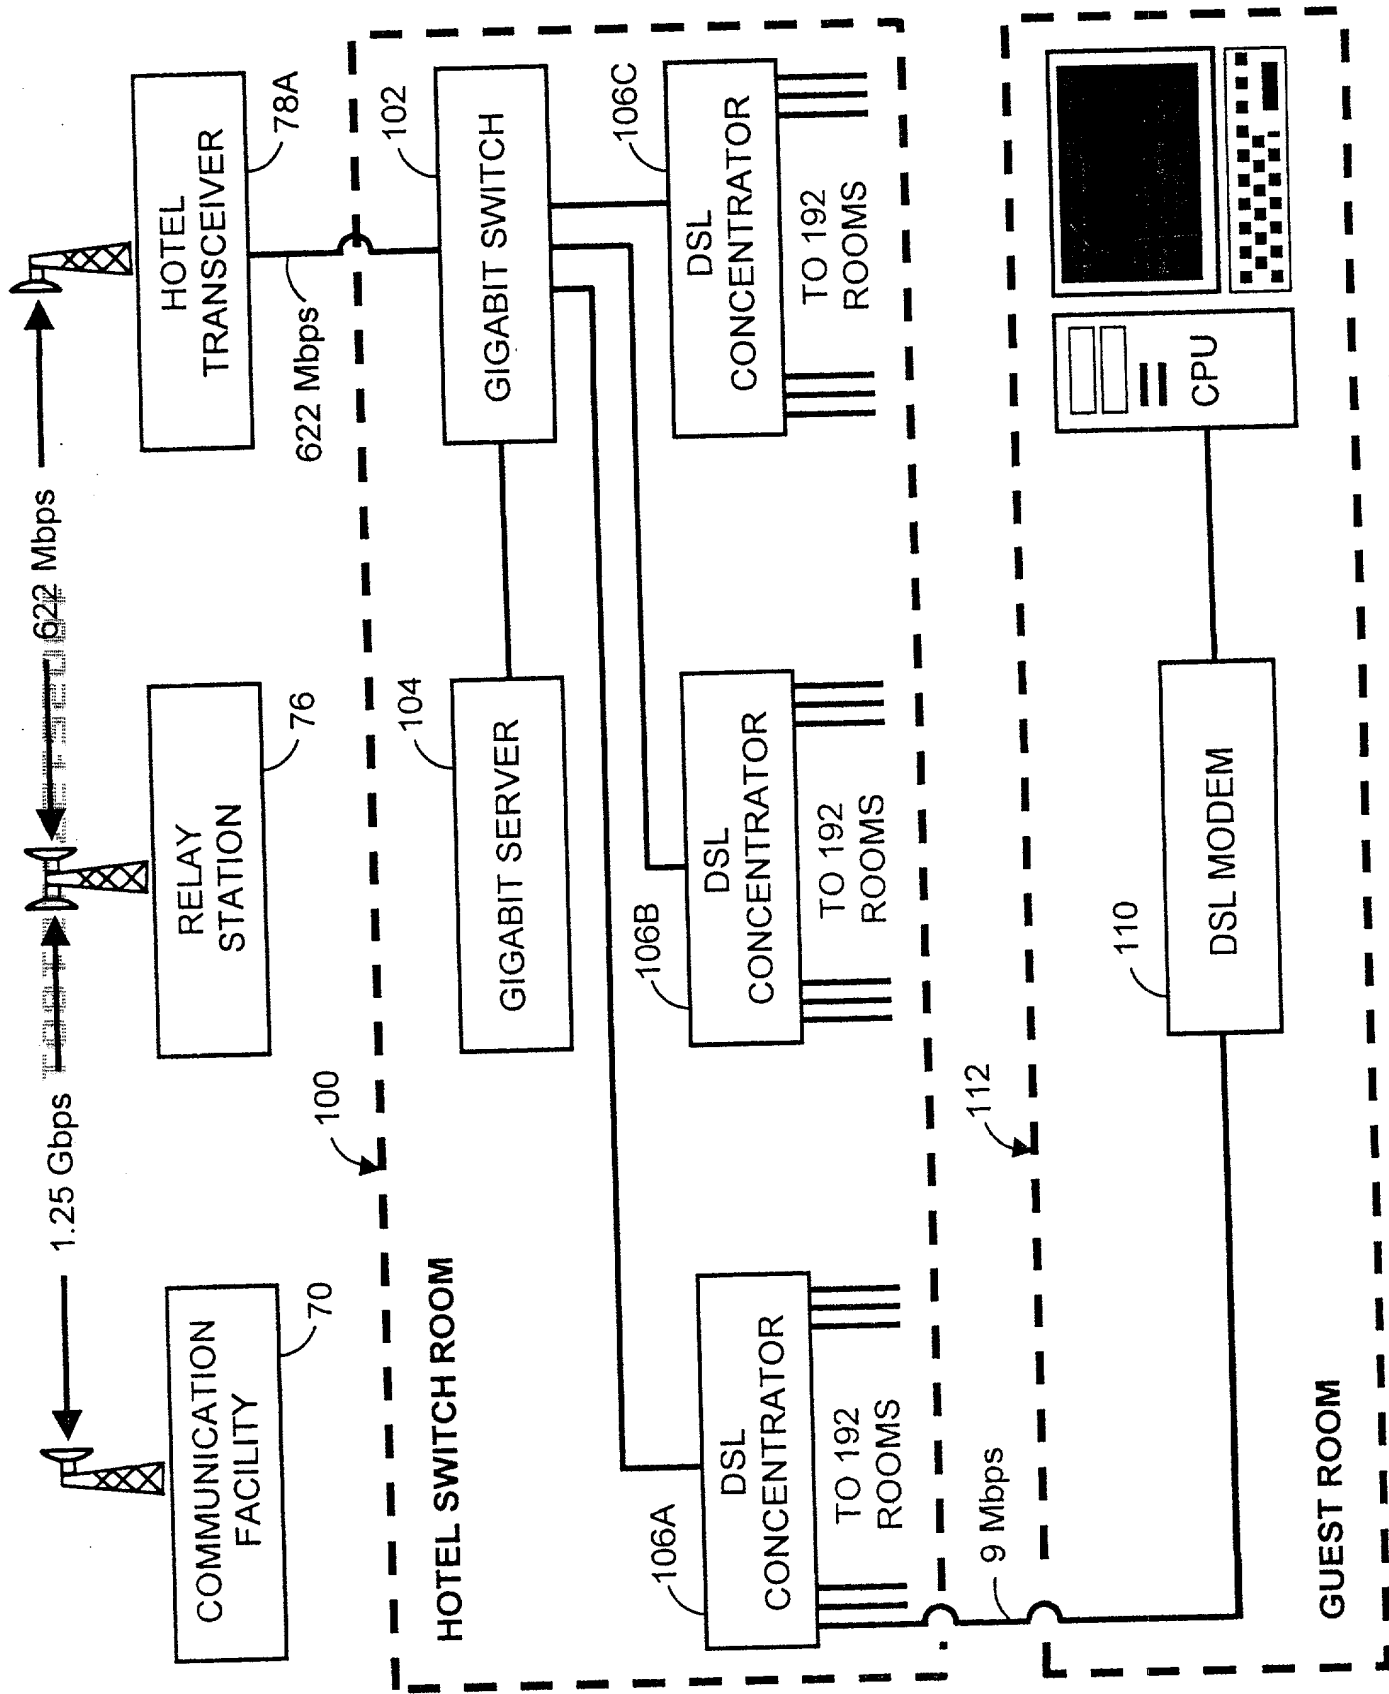 1.25 Gbps
622 Mbps
COMMUNICATION
FACILITY
70
RELAY
STATION
76
HOTEL
TRANSCEIVER
78A
622 Mbps
100
HOTEL SWITCH ROOM
GIGABIT SERVER
104
GIGABIT SWITCH
102
106A
DSL
CONCENTRATOR
TO 192
ROOMS
106B
DSL
CONCENTRATOR
TO 192
ROOMS
106C
DSL
CONCENTRATOR
TO 192
ROOMS
9 Mbps
112
110
DSL MODEM
CPU
GUEST ROOM